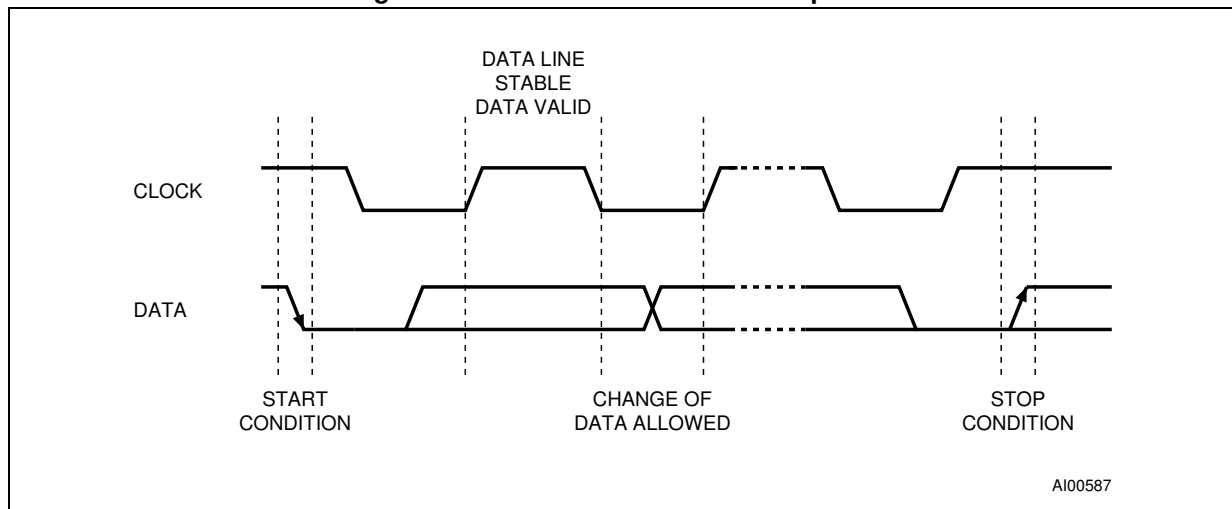 DATA LINE
STABLE
DATA VALID
CLOCK
DATA
START
CONDITION
CHANGE OF
DATA ALLOWED
STOP
CONDITION
AI00587